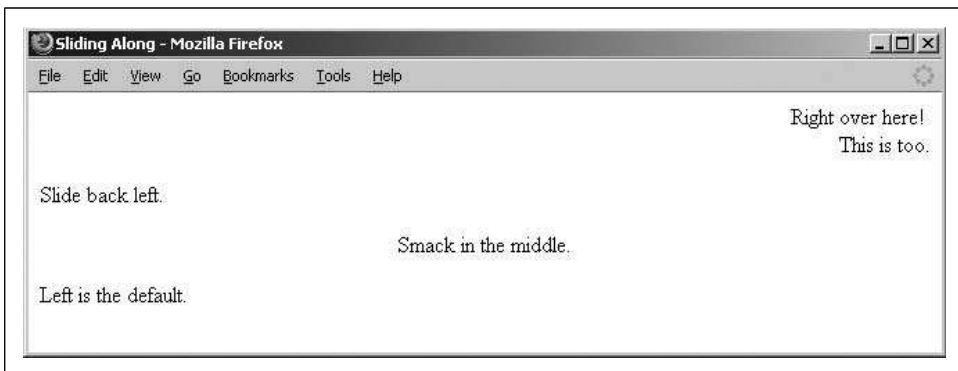 Sliding Along - Mozilla Firefox
File Edit View Go Bookmarks Tools Help
Right over here!
This is too.
Slide back left.
Smack in the middle.
Left is the default.